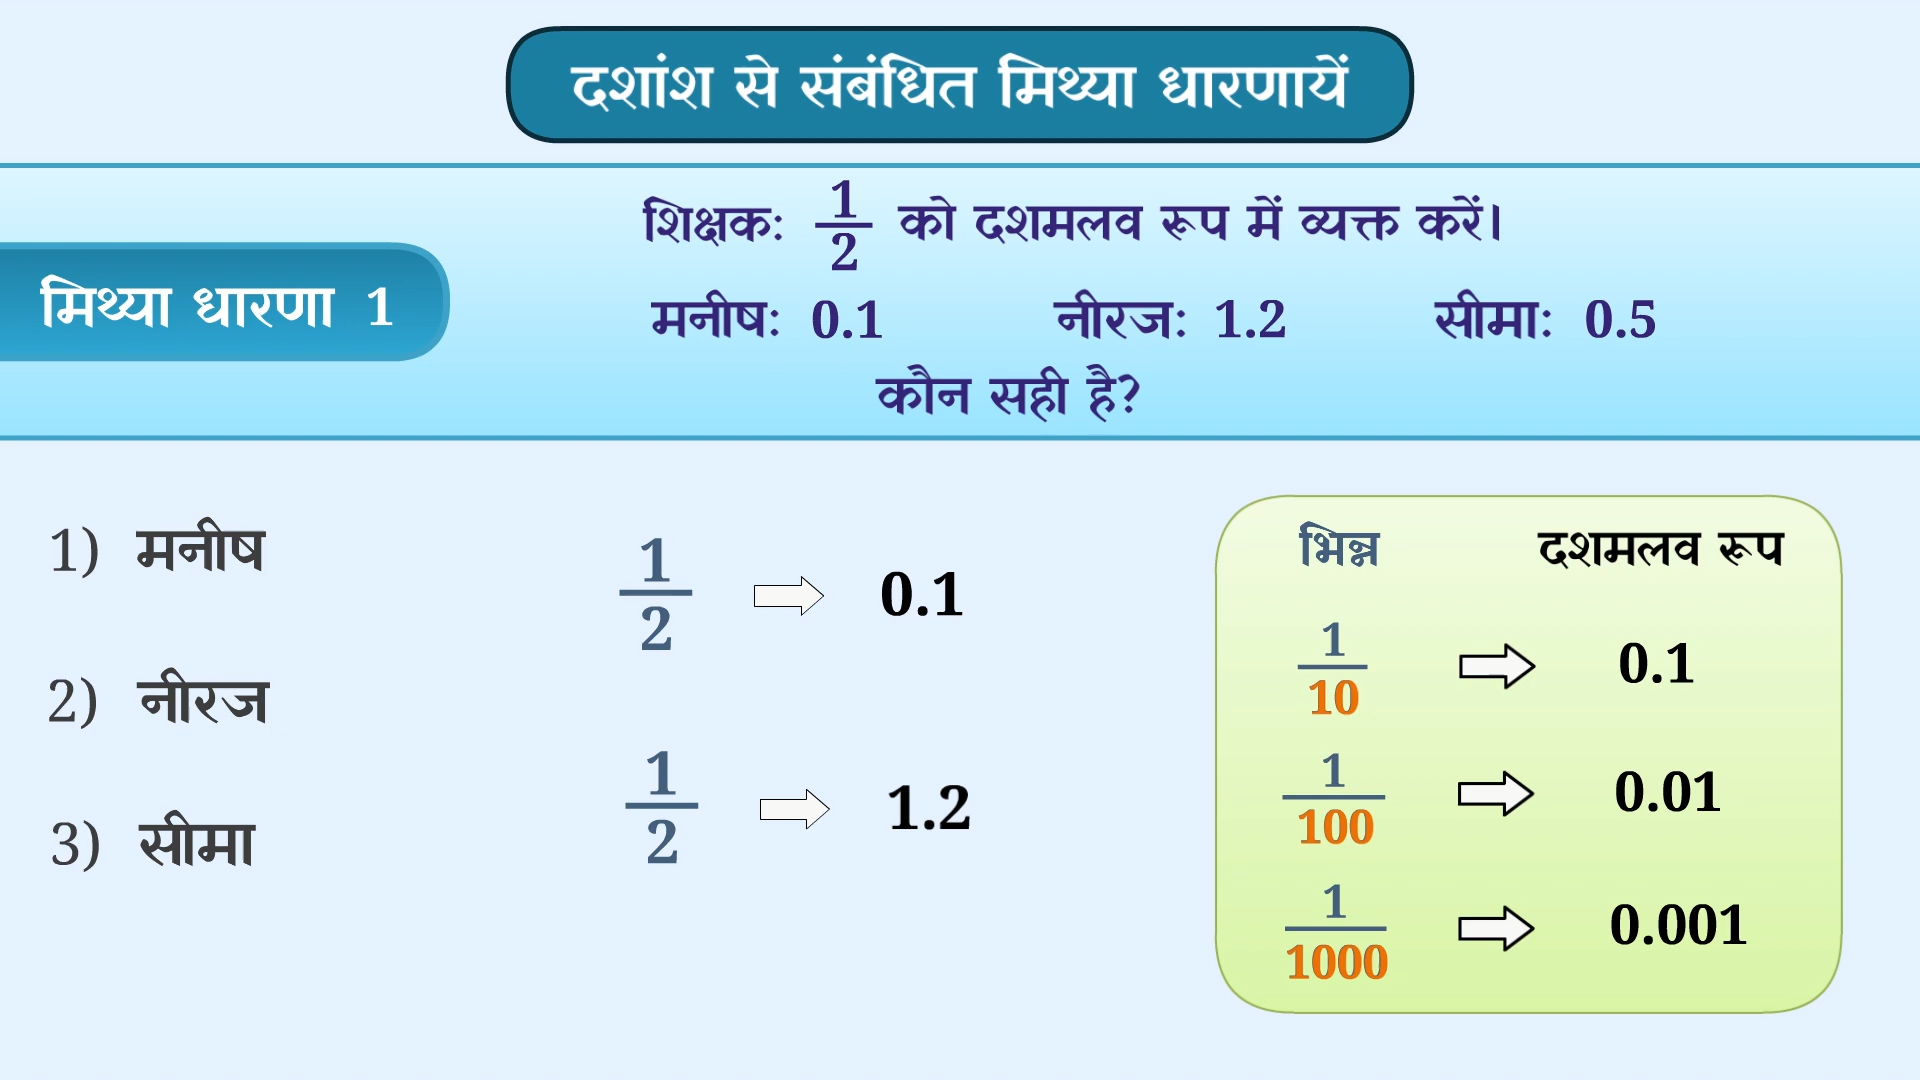 दशांश से संबंधित मिथ्या धारणायें
मिथ्या धारणा 1
शिक्षक: 1/2 को दशमलव रूप में व्यक्त करें।
मनीष: 0.1 नीरज: 1.2 सीमा: 0.5
कौन सही है?
1) मनीष
2) नीरज
3) सीमा
1/2 ⇨ 0.1
1/2 ⇨ 1.2
भिन्न दशमलव रूप
1/10 ⇨ 0.1
1/100 ⇨ 0.01
1/1000 ⇨ 0.001